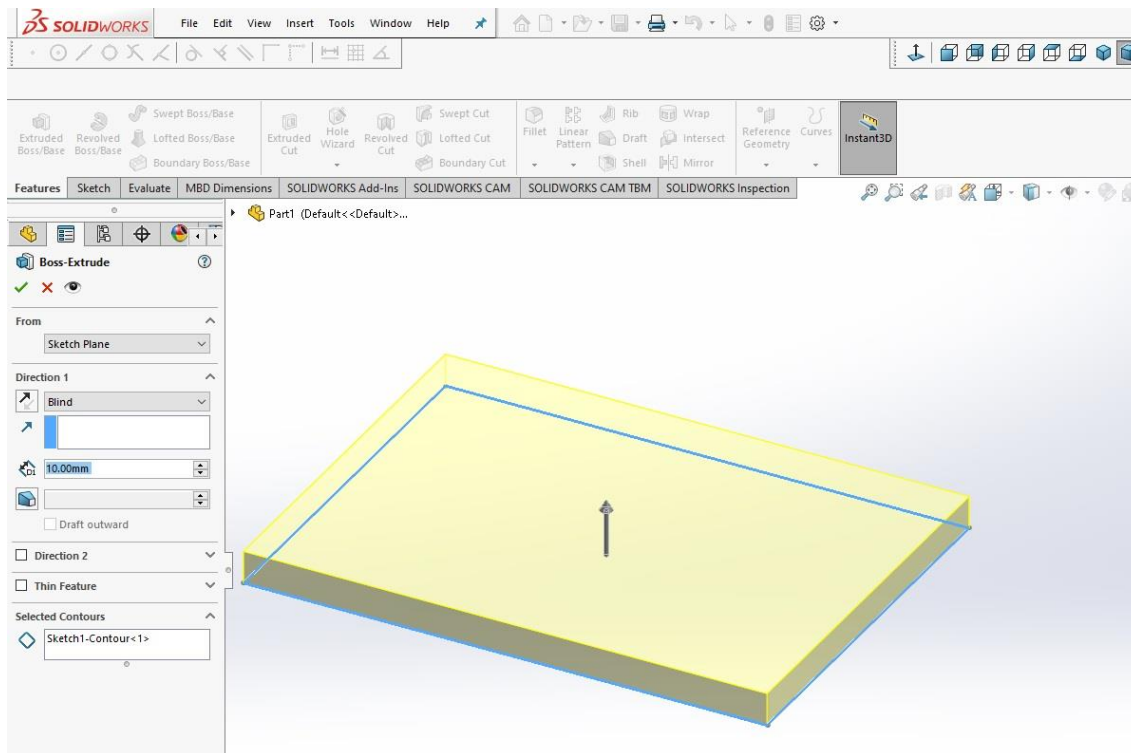 SOLIDWORKS File Edit View Insert Tools Window Help
Extruded Boss/Base
Revolved Boss/Base
Swept Boss/Base
Lofted Boss/Base
Boundary Boss/Base
Extruded Cut
Hole Wizard
Revolved Cut
Swept Cut
Lofted Cut
Boundary Cut
Fillet
Linear Pattern
Rib
Draft
Shell
Wrap
Intersect
Mirror
Reference Geometry
Curves
Instant3D
Features Sketch Evaluate MBD Dimensions SOLIDWORKS Add-Ins SOLIDWORKS CAM SOLIDWORKS CAM TBM SOLIDWORKS Inspection
Part1 (Default<<Default>...
Boss-Extrude
From
Sketch Plane
Direction 1
Blind
D1 10.00mm
Draft outward
Direction 2
Thin Feature
Selected Contours
Sketch1-Contour<1>